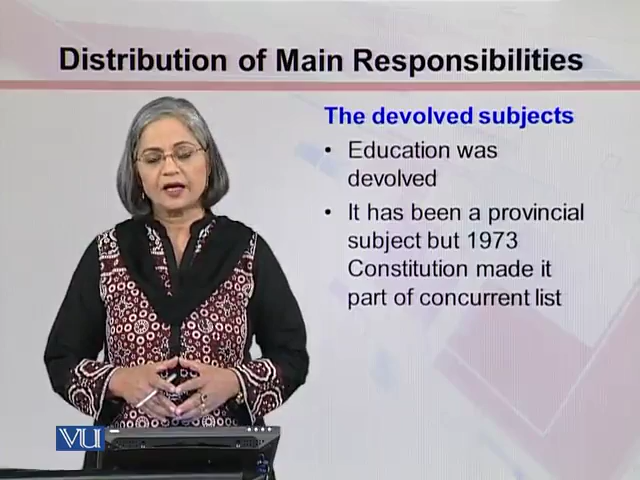 Distribution of Main Responsibilities
The devolved subjects
• Education was
devolved
• It has been a provincial
subject but 1973
Constitution made it
part of concurrent list
VU